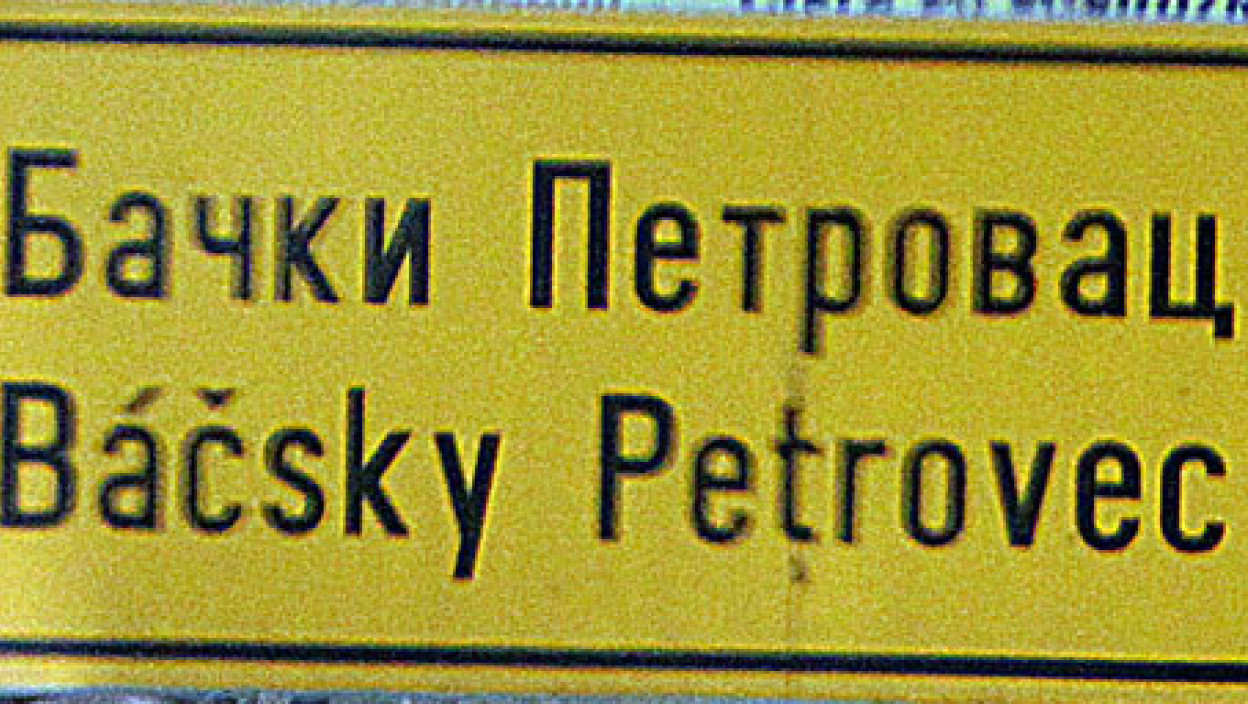 Бачки Петровац
Báčsky Petrovec